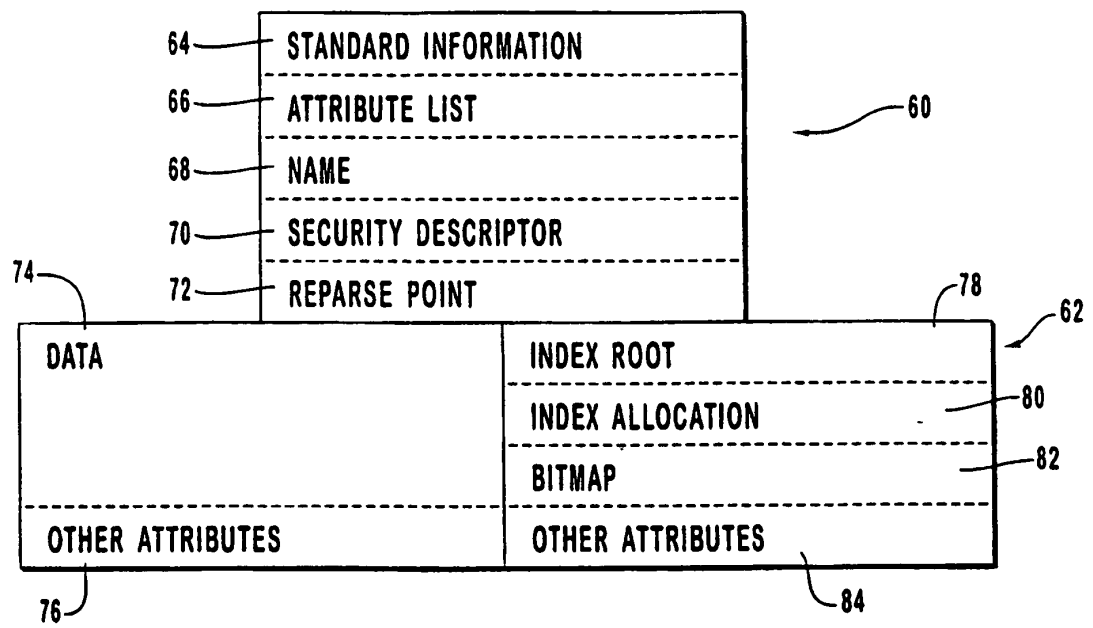 64 STANDARD INFORMATION
66 ATTRIBUTE LIST
60
68 NAME
70 SECURITY DESCRIPTOR
74
72 REPARSE POINT
78
62
DATA
INDEX ROOT
INDEX ALLOCATION 80
BITMAP 82
OTHER ATTRIBUTES
OTHER ATTRIBUTES
76
84